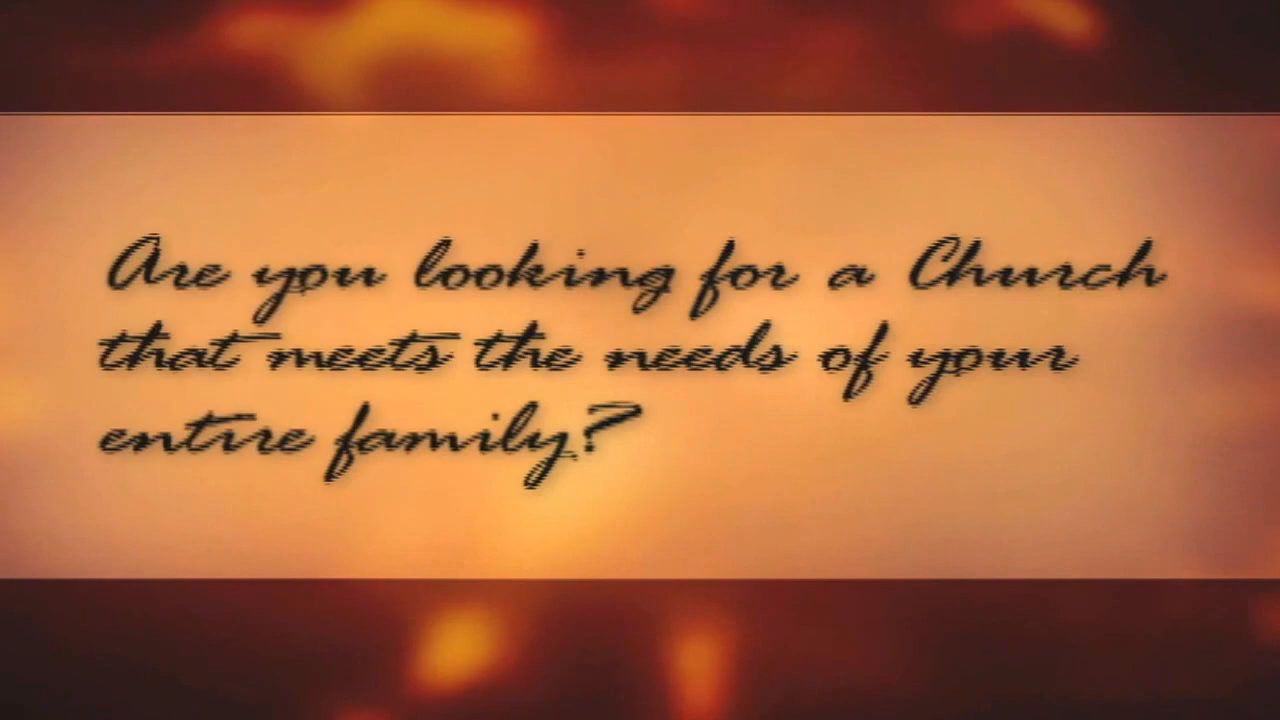 Are you looking for a Church
that meets the needs of your
entire family?